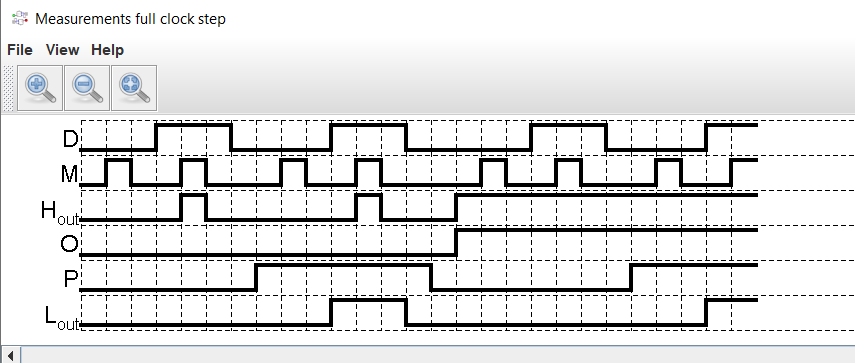 Measurements full clock step
File View Help
D
M
Hout
O
P
Lout